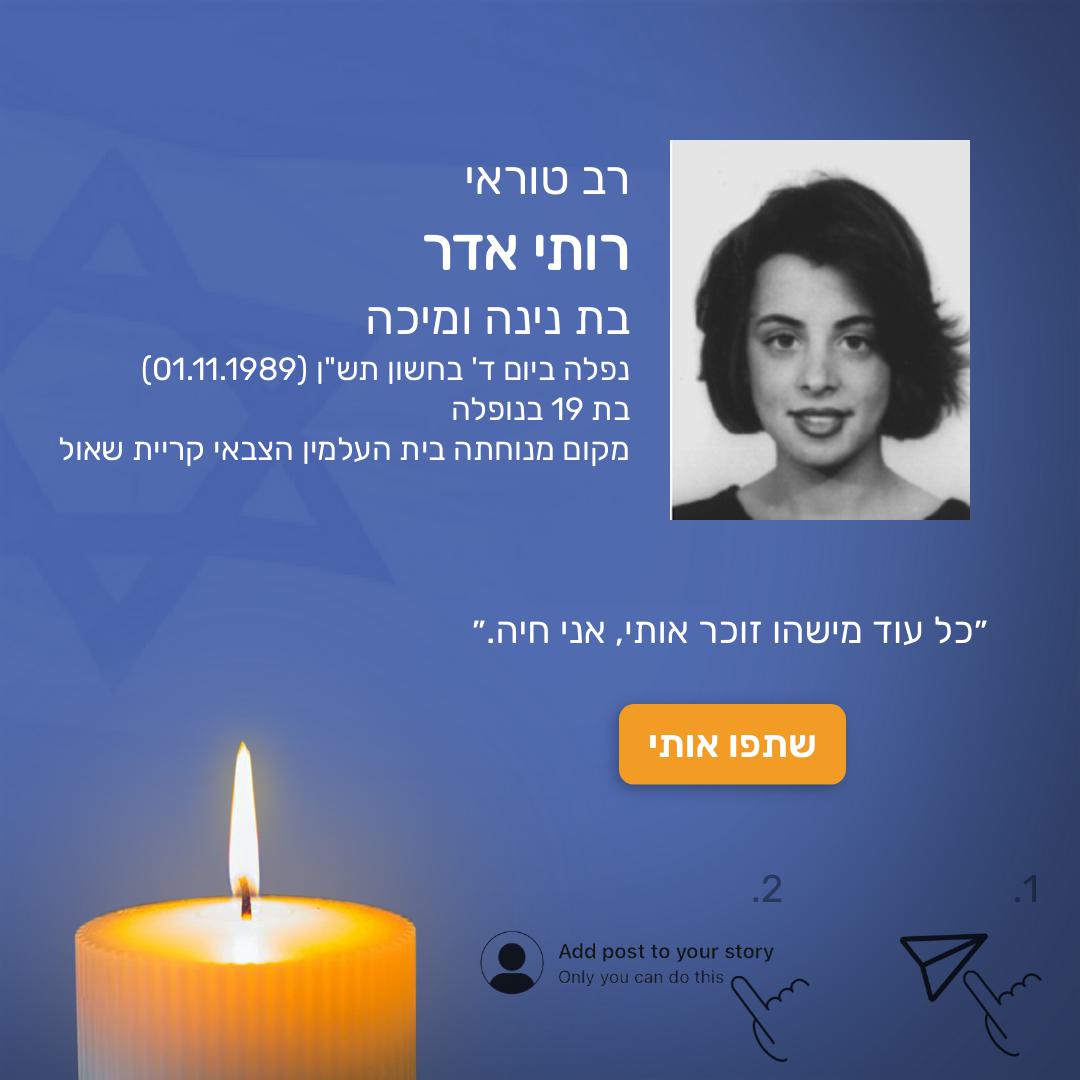 רב טוראי
רותי אדר
בת נינה ומיכה
נפלה ביום ד' בחשון תש"ן (01.11.1989)
בת 19 בנופלה
מקום מנוחתה בית העלמין הצבאי קריית שאול
״כל עוד מישהו זוכר אותי, אני חיה.״
שתפו אותי
1.
2.
Add post to your story
Only you can do this